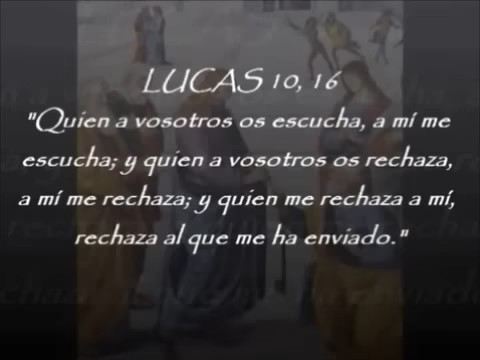 LUCAS 10, 16
"Quien a vosotros os escucha, a mí me
escucha; y quien a vosotros os rechaza,
a mí me rechaza; y quien me rechaza a mí,
rechaza al que me ha enviado."